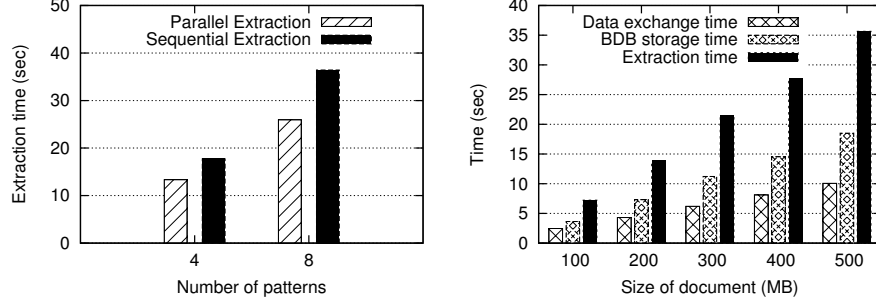 Extraction time (sec)
50
40
30
20
10
0
Parallel Extraction
Sequential Extraction
4
8
Number of patterns
Time (sec)
40
35
30
25
20
15
10
5
0
Data exchange time
BDB storage time
Extraction time
100
200
300
400
500
Size of document (MB)